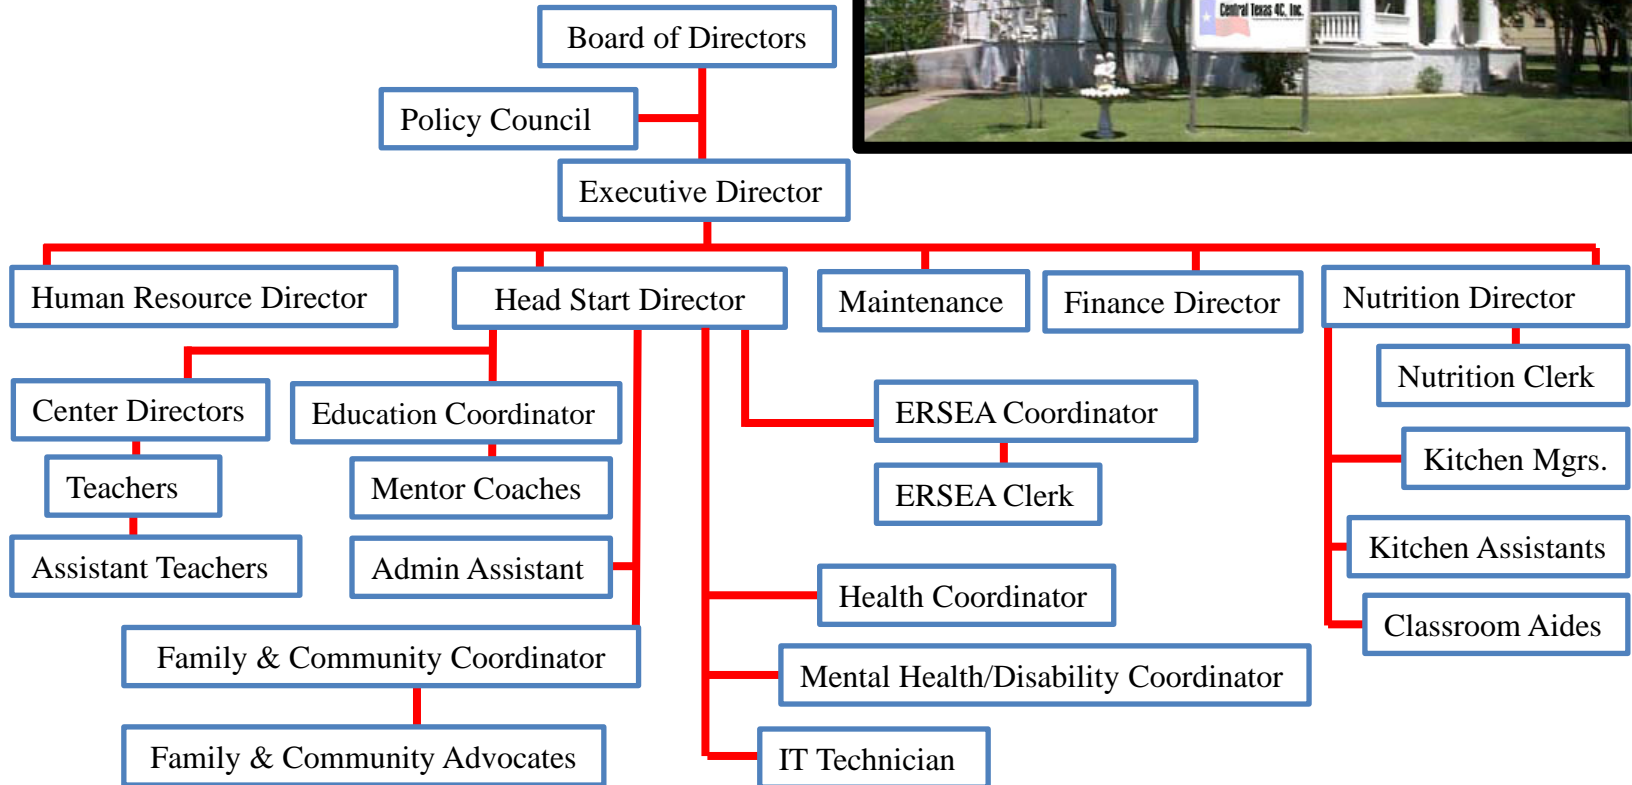 Board of Directors
Central Texas 4C, Inc.
Policy Council
Executive Director
Human Resource Director
Head Start Director
Maintenance
Finance Director
Nutrition Director
Nutrition Clerk
Center Directors
Education Coordinator
ERSEA Coordinator
Kitchen Mgrs.
Teachers
Mentor Coaches
ERSEA Clerk
Kitchen Assistants
Assistant Teachers
Admin Assistant
Health Coordinator
Classroom Aides
Family & Community Coordinator
Mental Health/Disability Coordinator
Family & Community Advocates
IT Technician